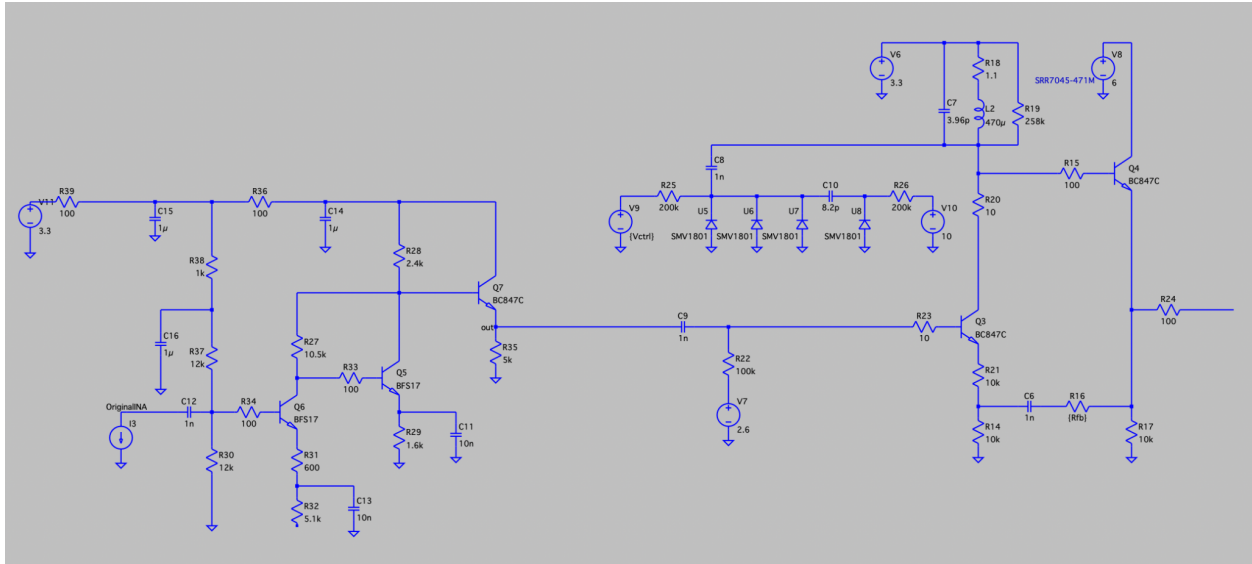 V6
3.3
R18
1.1
C7
3.96p
L2
470µ
R19
258k
SRR7045-471M
V8
6
C8
1n
R15
100
Q4
BC847C
R39
100
V11
3.3
C15
1µ
R36
100
C14
1µ
R38
1k
R28
2.4k
R25
200k
V9
{Vctrl}
U5
SMV1801
U6
SMV1801
U7
SMV1801
C10
8.2p
U8
SMV1801
R26
200k
V10
10
R20
10
Q7
BC847C
out
R35
5k
C16
1µ
R37
12k
R27
10.5k
R33
100
Q5
BFS17
C9
1n
R22
100k
V7
2.6
R23
10
Q3
BC847C
R24
100
R21
10k
OriginalINA
I3
C12
1n
R34
100
Q6
BFS17
R30
12k
R31
600
R32
5.1k
C13
10n
R29
1.6k
C11
10n
C6
1n
R16
{Rfb}
R14
10k
R17
10k